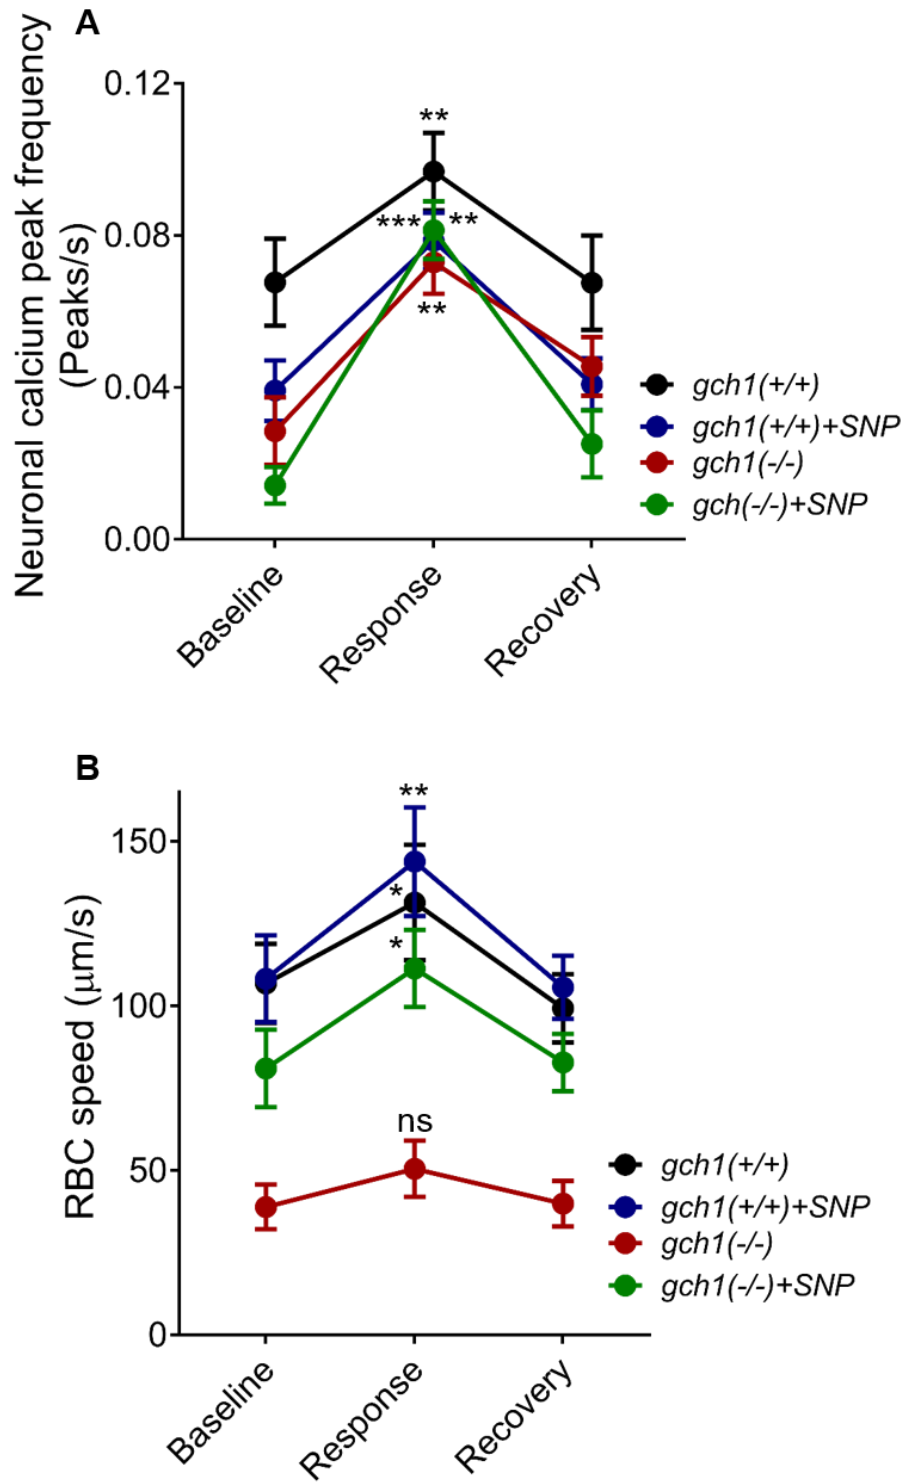 A
Neuronal calcium peak frequency
(Peaks/s)
0.12
0.08
0.04
0.00
**
*** **
**
Baseline
Response
Recovery
gch1(+/+)
gch1(+/+)+SNP
gch1(-/-)
gch(-/-)+SNP
B
RBC speed (μm/s)
150
100
50
0
**
*
*
ns
Baseline
Response
Recovery
gch1(+/+)
gch1(+/+)+SNP
gch1(-/-)
gch1(-/-)+SNP